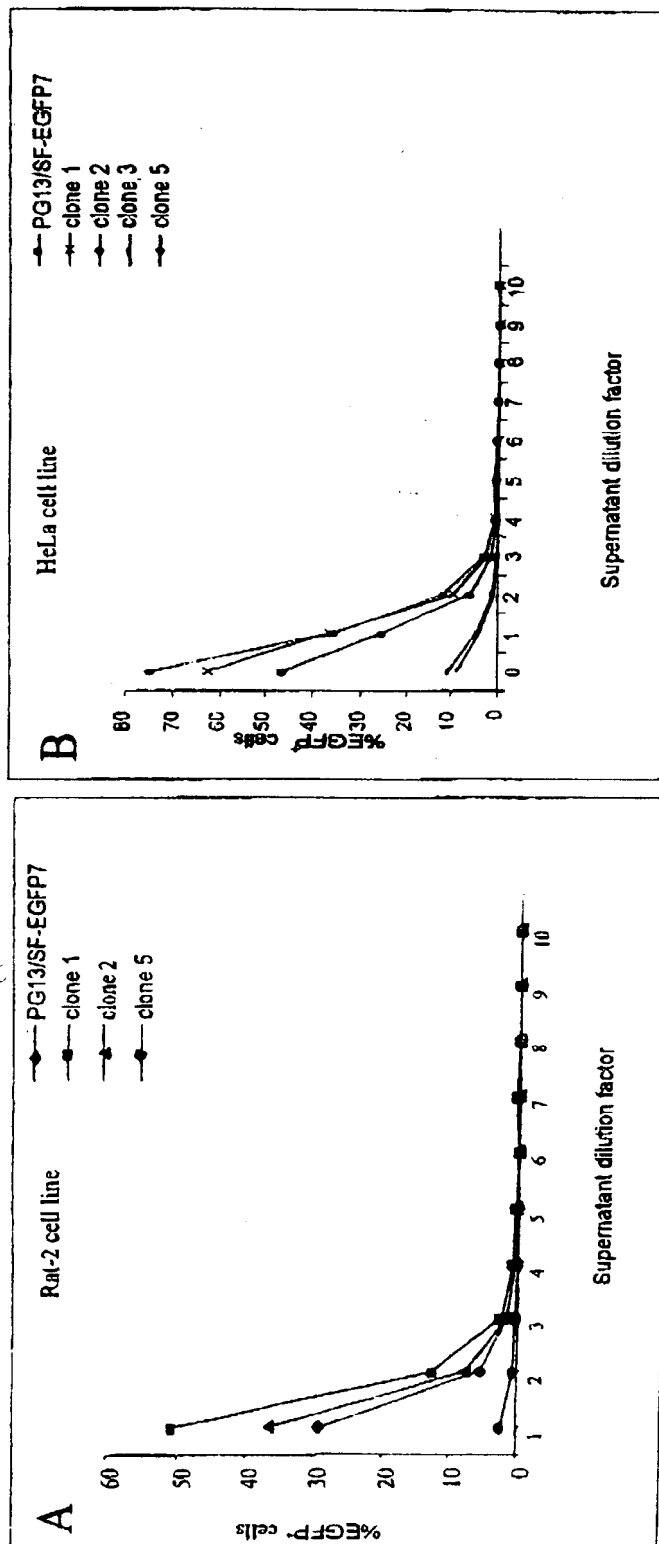 A
Rat-2 cell line
PG13/SF-EGFP7
clone 1
clone 2
clone 5
60
50
40
30
20
10
0
%EGFP+ cells
1 2 3 4 5 6 7 8 9 10
Supernatant dilution factor
B
HeLa cell line
PG13/SF-EGFP7
clone 1
clone 2
clone,3
clone 5
80
70
60
50
40
30
20
10
0
%EGFP+
cells
0 1 2 3 4 5 6 7 8 9 10
Supernatant dilution factor